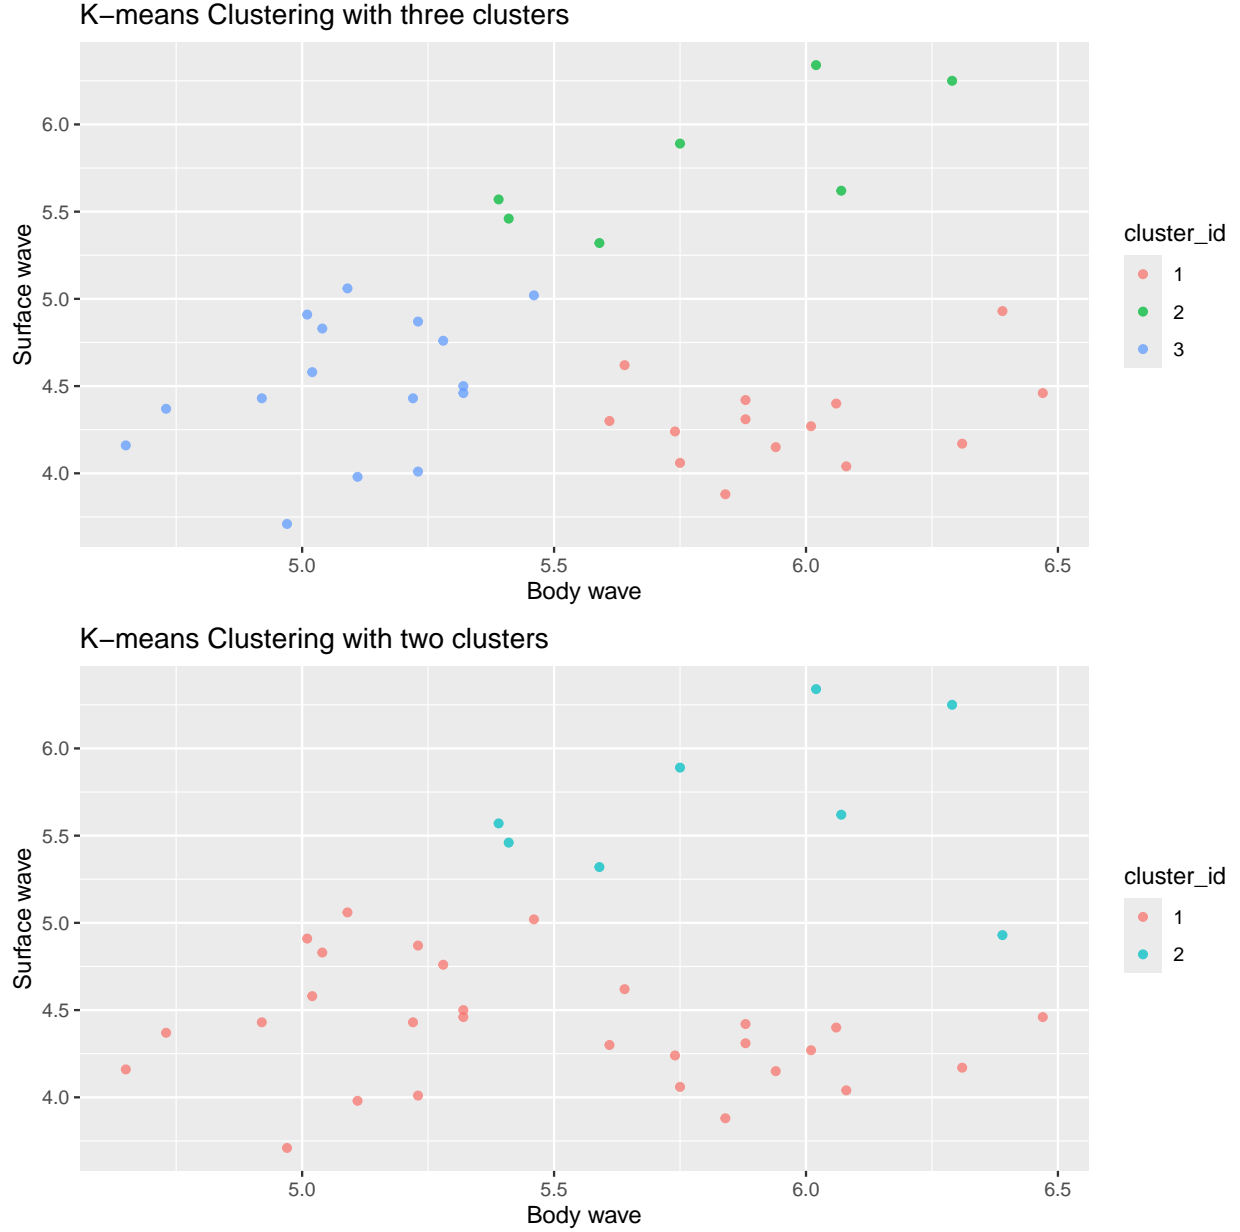 K−means Clustering with three clusters
6.0
5.5
5.0
4.5
4.0
Surface wave
5.0 5.5 6.0 6.5
Body wave
cluster_id
1
2
3
K−means Clustering with two clusters
6.0
5.5
5.0
4.5
4.0
Surface wave
5.0 5.5 6.0 6.5
Body wave
cluster_id
1
2